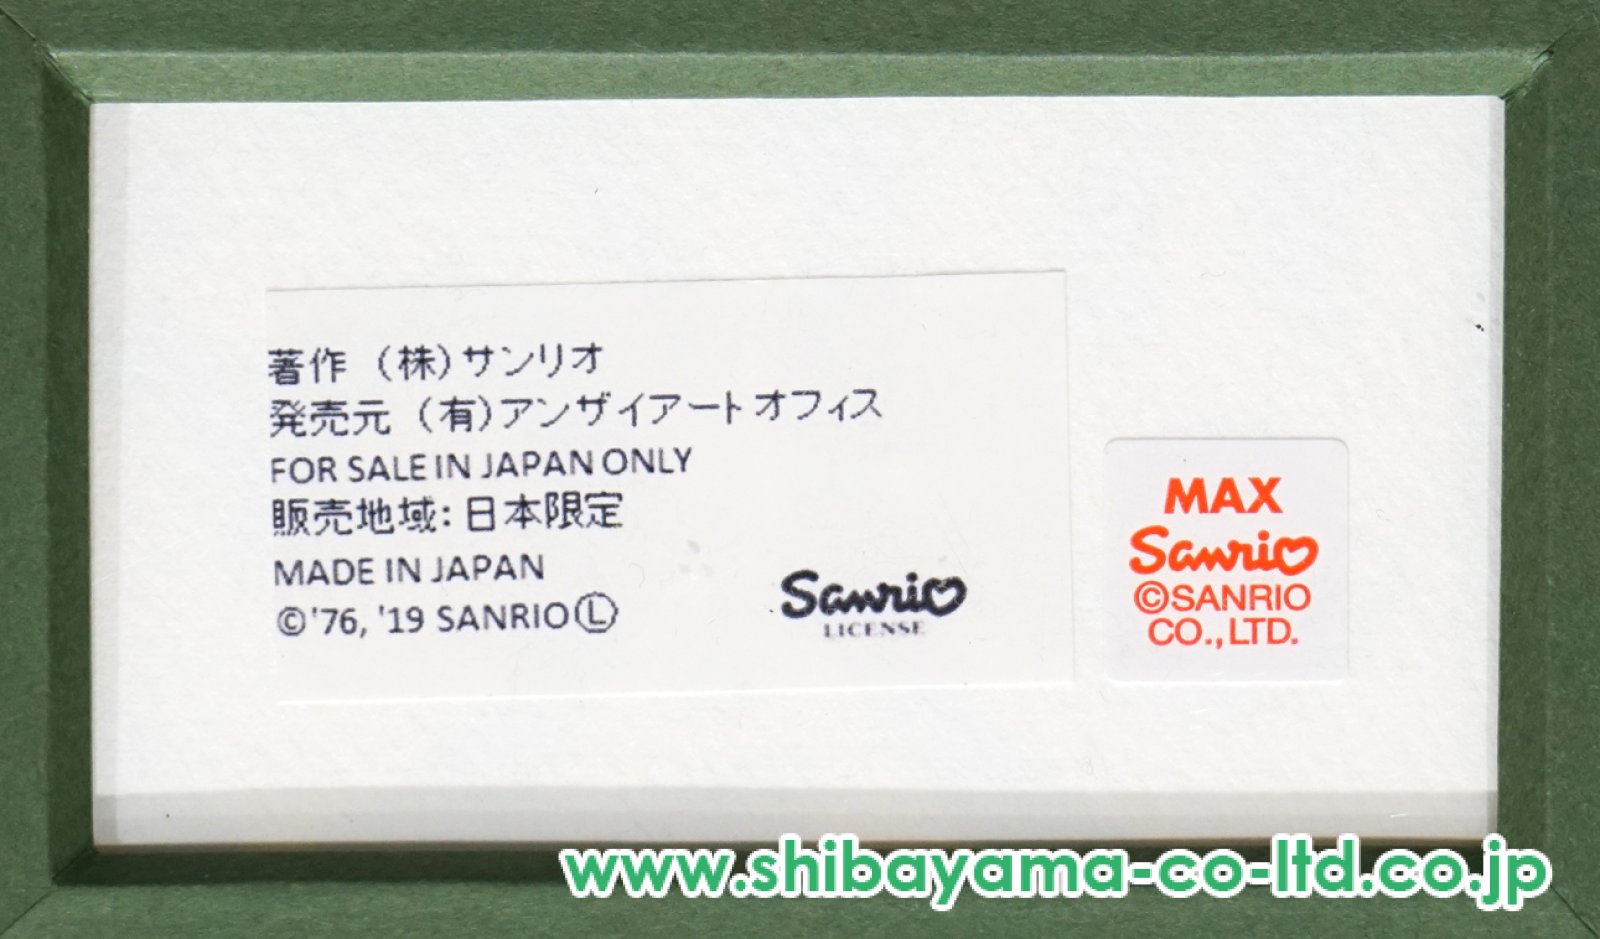 著作 (株)サンリオ
発売元 (有)アンザイアートオフィス
FOR SALE IN JAPAN ONLY
販売地域: 日本限定
MADE IN JAPAN
©'76, '19 SANRIO Ⓛ
Sanrio
LICENSE
MAX
Sanrio
©SANRIO
CO., LTD.
www.shibayama-co-ltd.co.jp